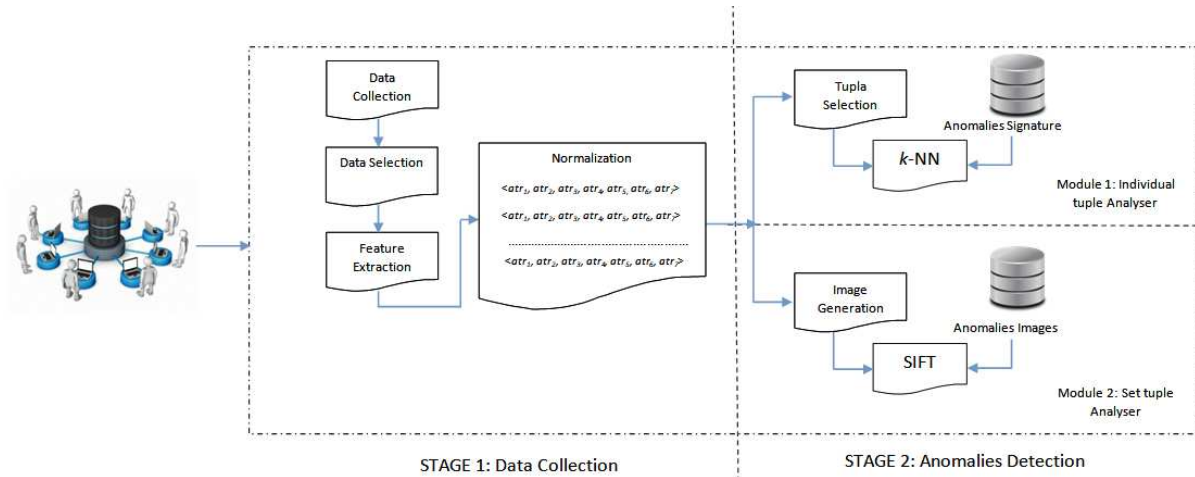 Data
Collection
Data Selection
Feature
Extraction
Normalization
<atr1, atr2, atr3, atr4, atr5, atr6, atr7>
<atr1, atr2, atr3, atr4, atr5, atr6, atr7>
................................................................
<atr1, atr2, atr3, atr4, atr5, atr6, atr7>
STAGE 1: Data Collection
Tupla
Selection
Anomalies Signature
k-NN
Module 1: Individual
tuple Analyser
Image
Generation
Anomalies Images
SIFT
Module 2: Set tuple
Analyser
STAGE 2: Anomalies Detection